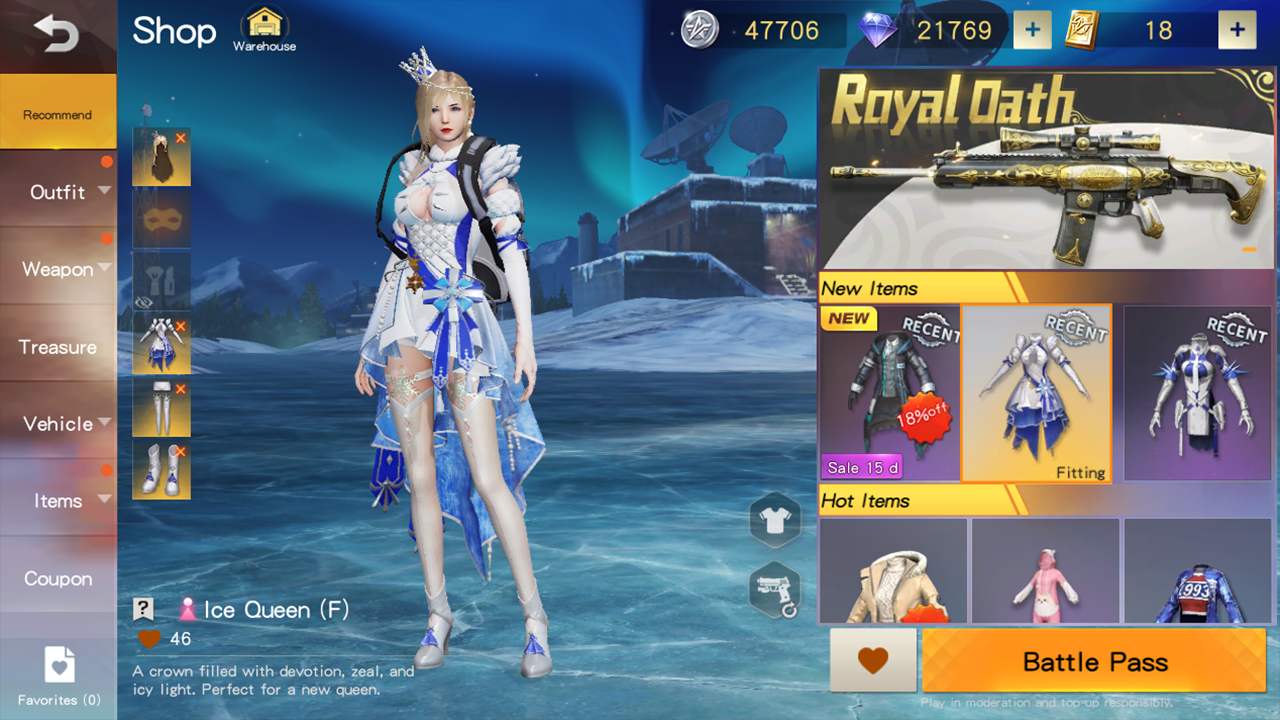 Shop
Warehouse
47706
21769
+
18
+
Recommend
Outfit
Weapon
Treasure
Vehicle
Items
Coupon
Favorites (0)
Royal Oath
New Items
NEW
RECENT
18%off
Sale 15 d
RECENT
Fitting
RECENT
Hot Items
1993
? Ice Queen (F)
46
A crown filled with devotion, zeal, and
icy light. Perfect for a new queen.
Battle Pass
Play in moderation and top-up responsibly.